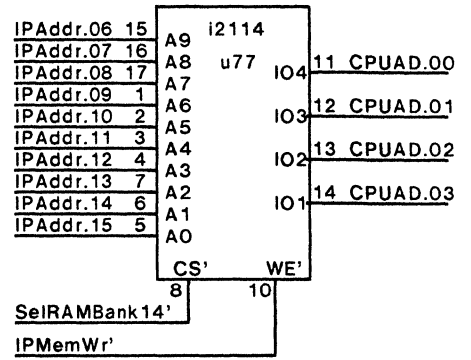 i2114
u77
IPAddr.06 15 A9
IPAddr.07 16 A8
IPAddr.08 17 A7
IPAddr.09 1 A6
IPAddr.10 2 A5
IPAddr.11 3 A4
IPAddr.12 4 A3
IPAddr.13 7 A2
IPAddr.14 6 A1
IPAddr.15 5 A0
IO4 11 CPUAD.00
IO3 12 CPUAD.01
IO2 13 CPUAD.02
IO1 14 CPUAD.03
CS' WE'
8 10
SelRAMBank14'
IPMemWr'